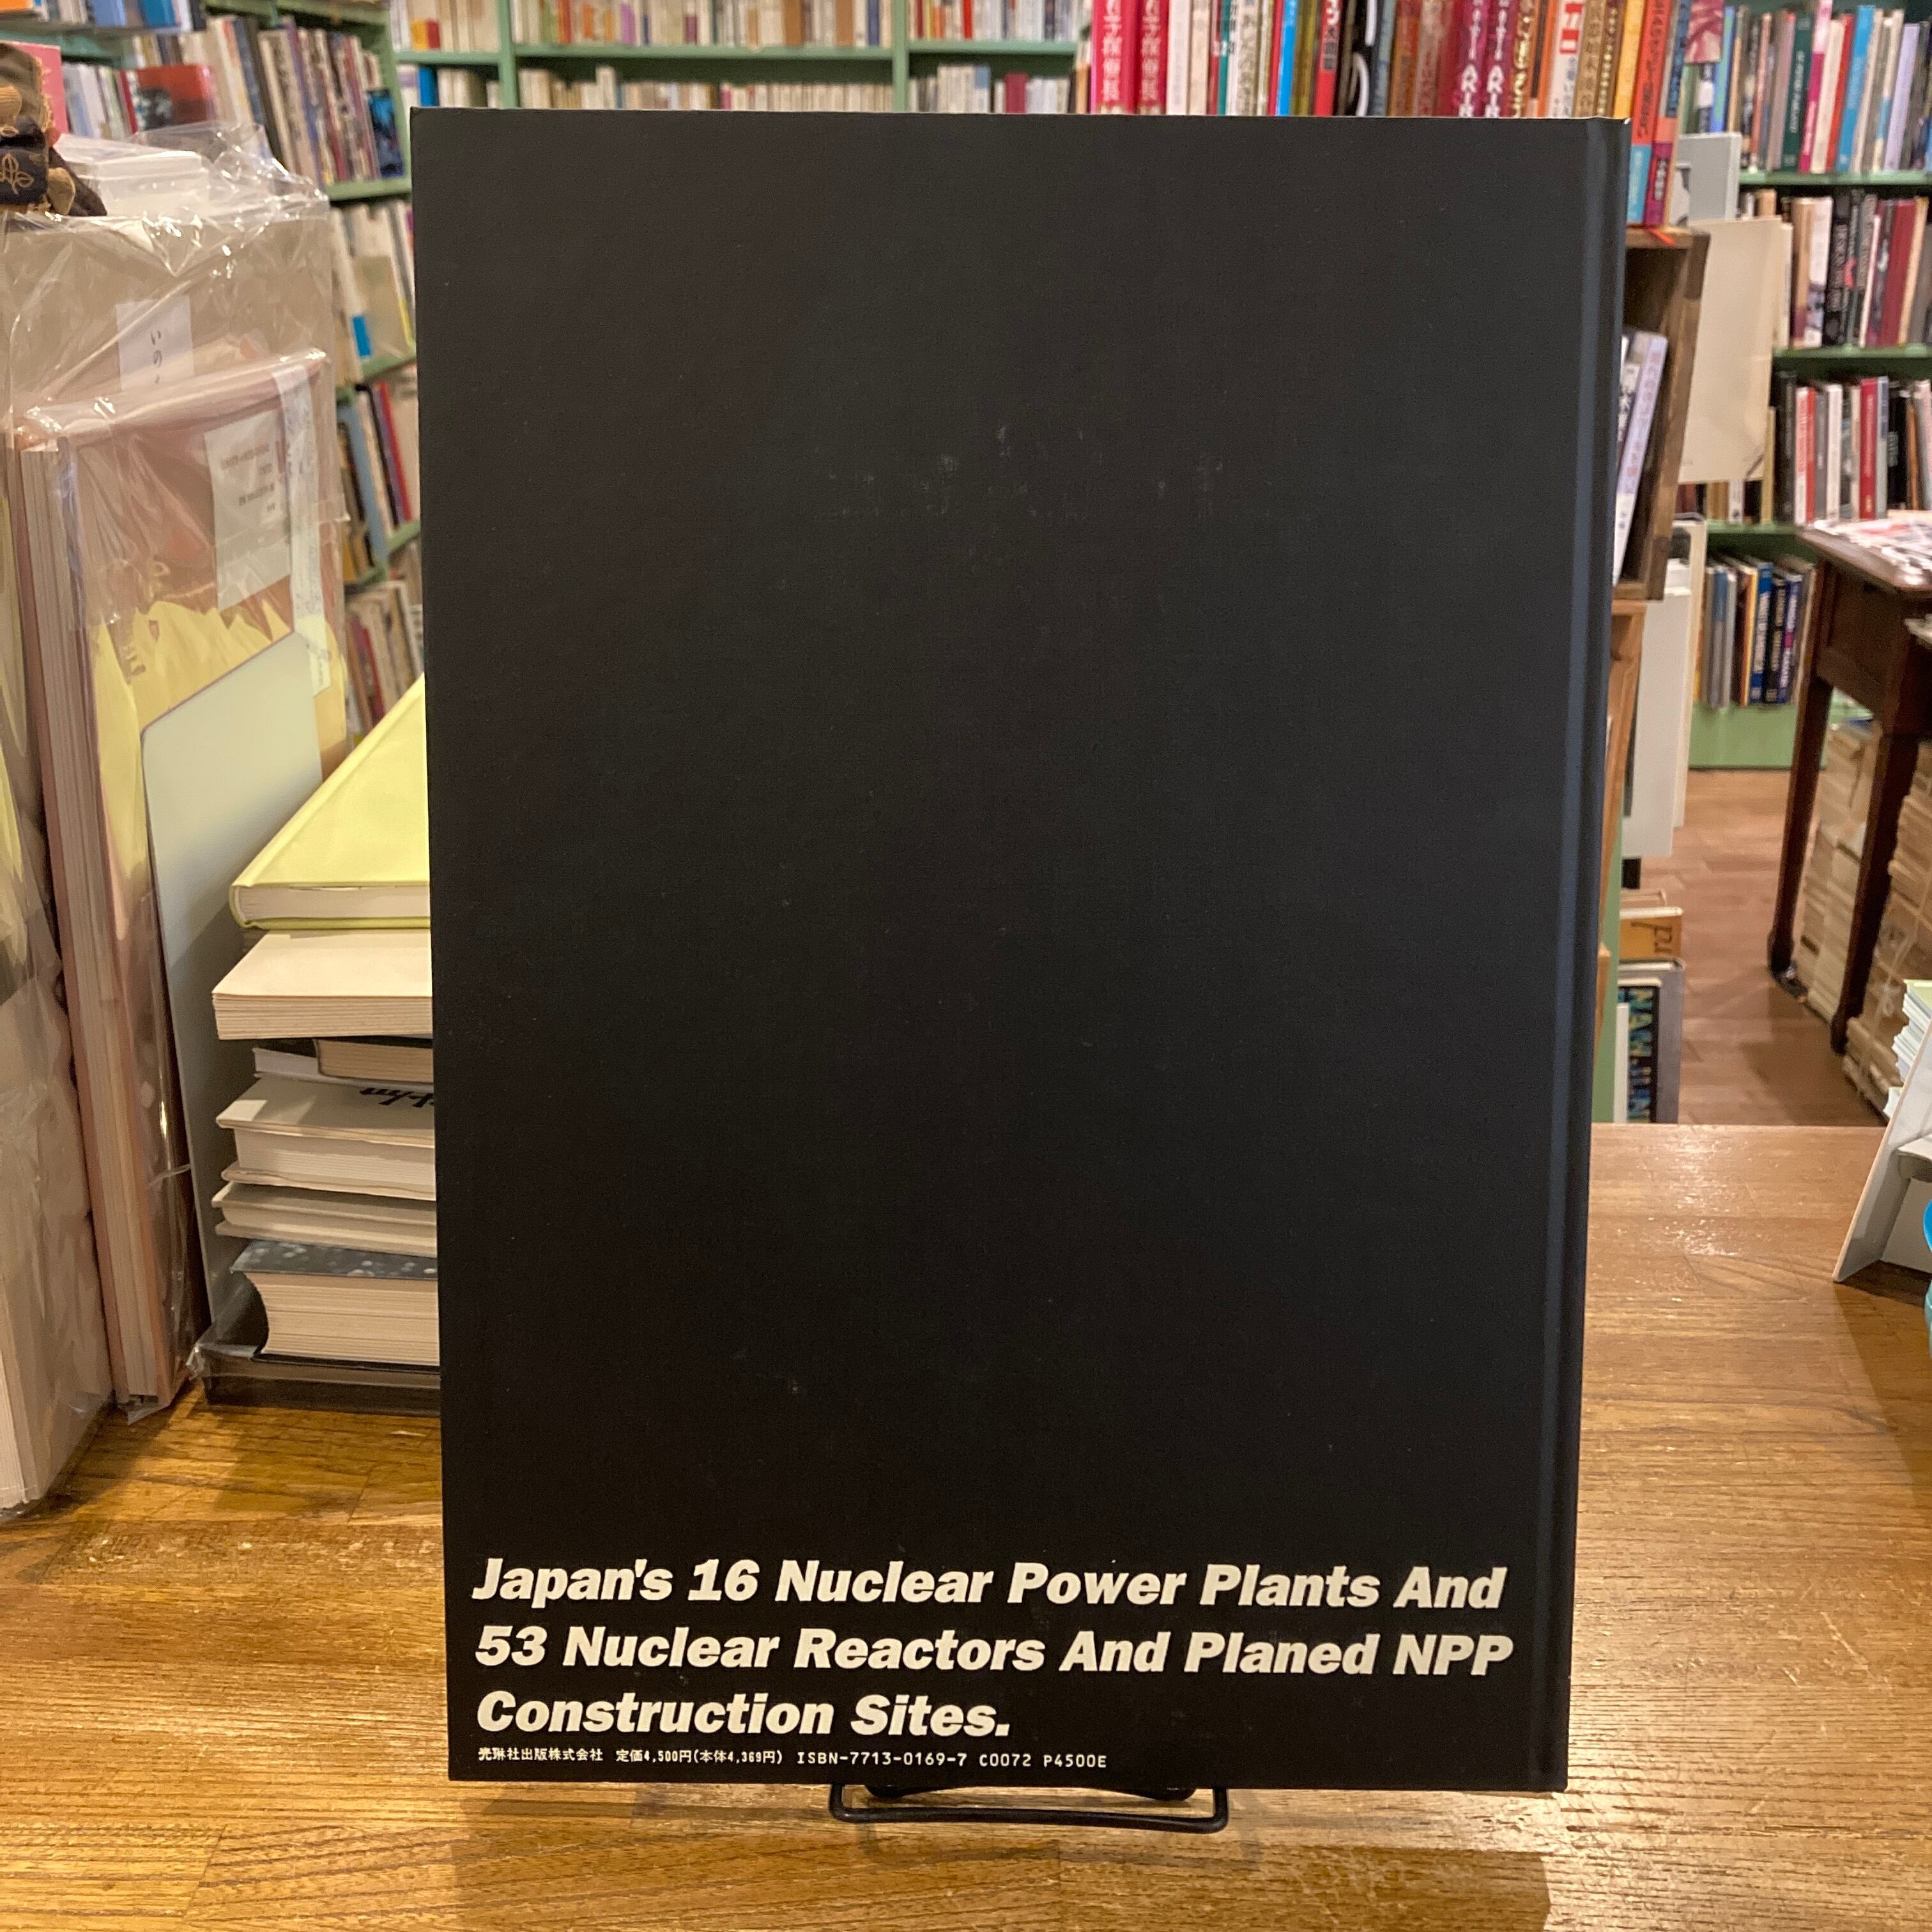 Japan's 16 Nuclear Power Plants And
53 Nuclear Reactors And Planed NPP
Construction Sites.
光琳社出版株式会社 定価4,500円(本体4,369円) ISBN-7713-0169-7 C0072 P4500E